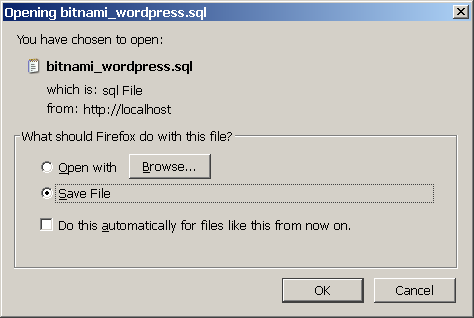 Opening bitnami_wordpress.sql
You have chosen to open:
bitnami_wordpress.sql
which is: sql File
from: http://localhost
What should Firefox do with this file?
Open with Browse...
Save File
Do this automatically for files like this from now on.
OK Cancel